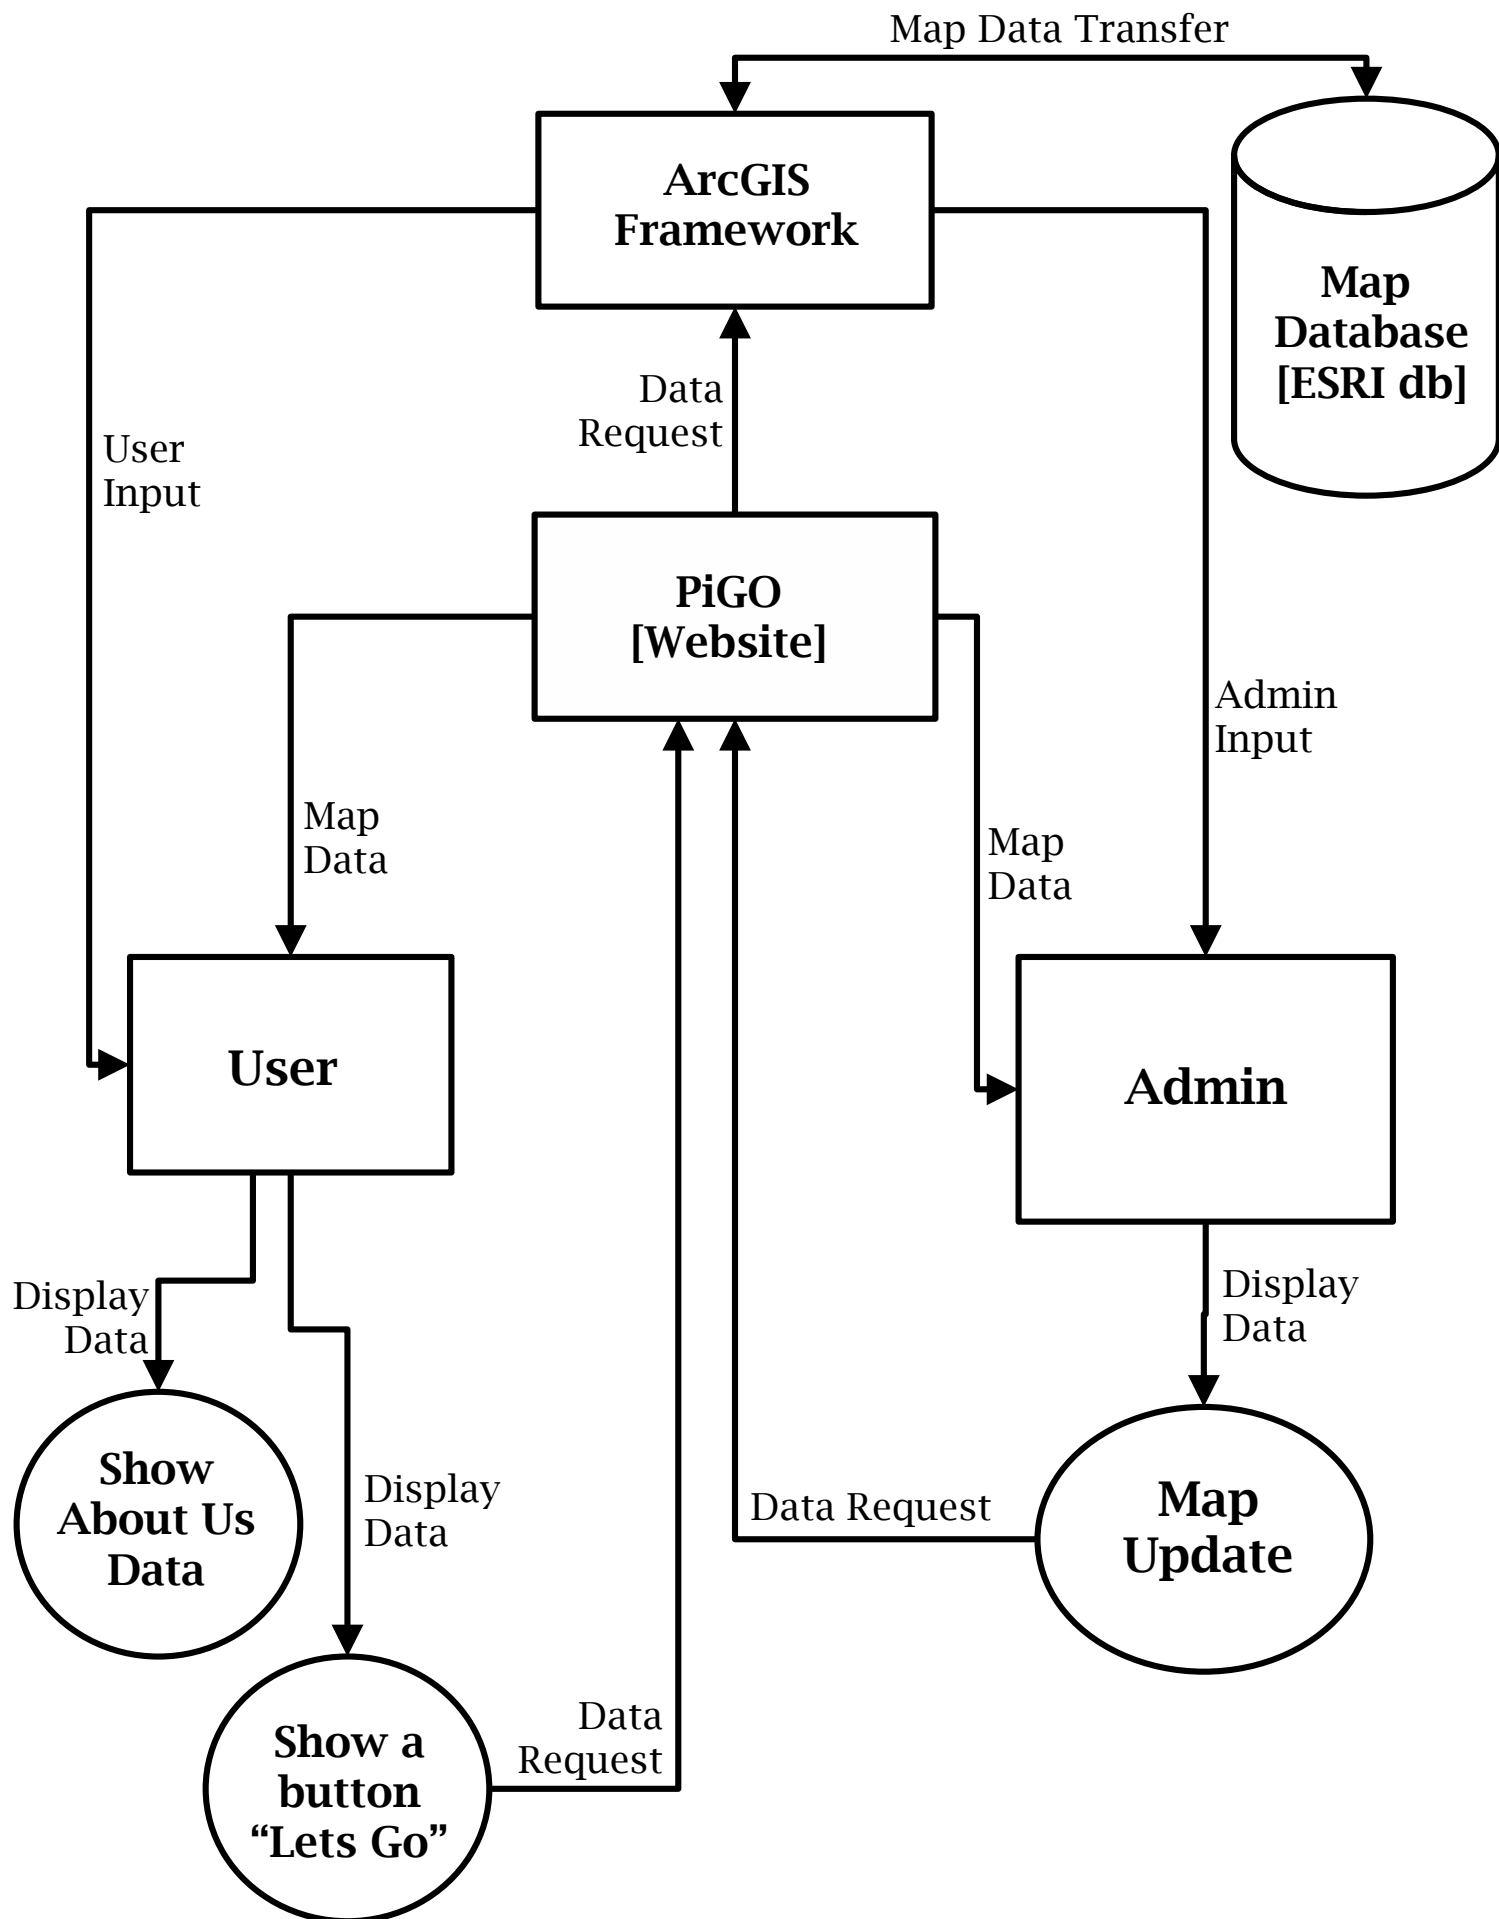 Map Data Transfer
ArcGIS
Framework
Map
Database
[ESRI db]
Data
Request
User
Input
PiGO
[Website]
Admin
Input
Map
Data
Map
Data
User
Admin
Display
Data
Display
Data
Show
About Us
Data
Display
Data
Data Request
Map
Update
Data
Request
Show a
button
“Lets Go”